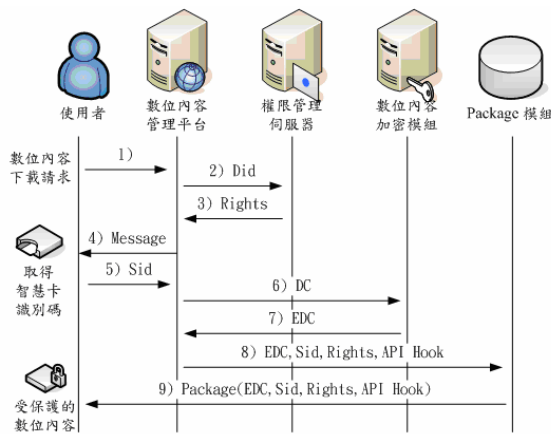 使用者
數位內容
管理平台
權限管理
伺服器
數位內容
加密模組
Package 模組
數位內容
下載請求
1)
2) Did
3) Rights
4) Message
取得
智慧卡
識別碼
5) Sid
6) DC
7) EDC
8) EDC,Sid,Rights,API Hook
9) Package(EDC,Sid,Rights,API Hook)
受保護的
數位內容